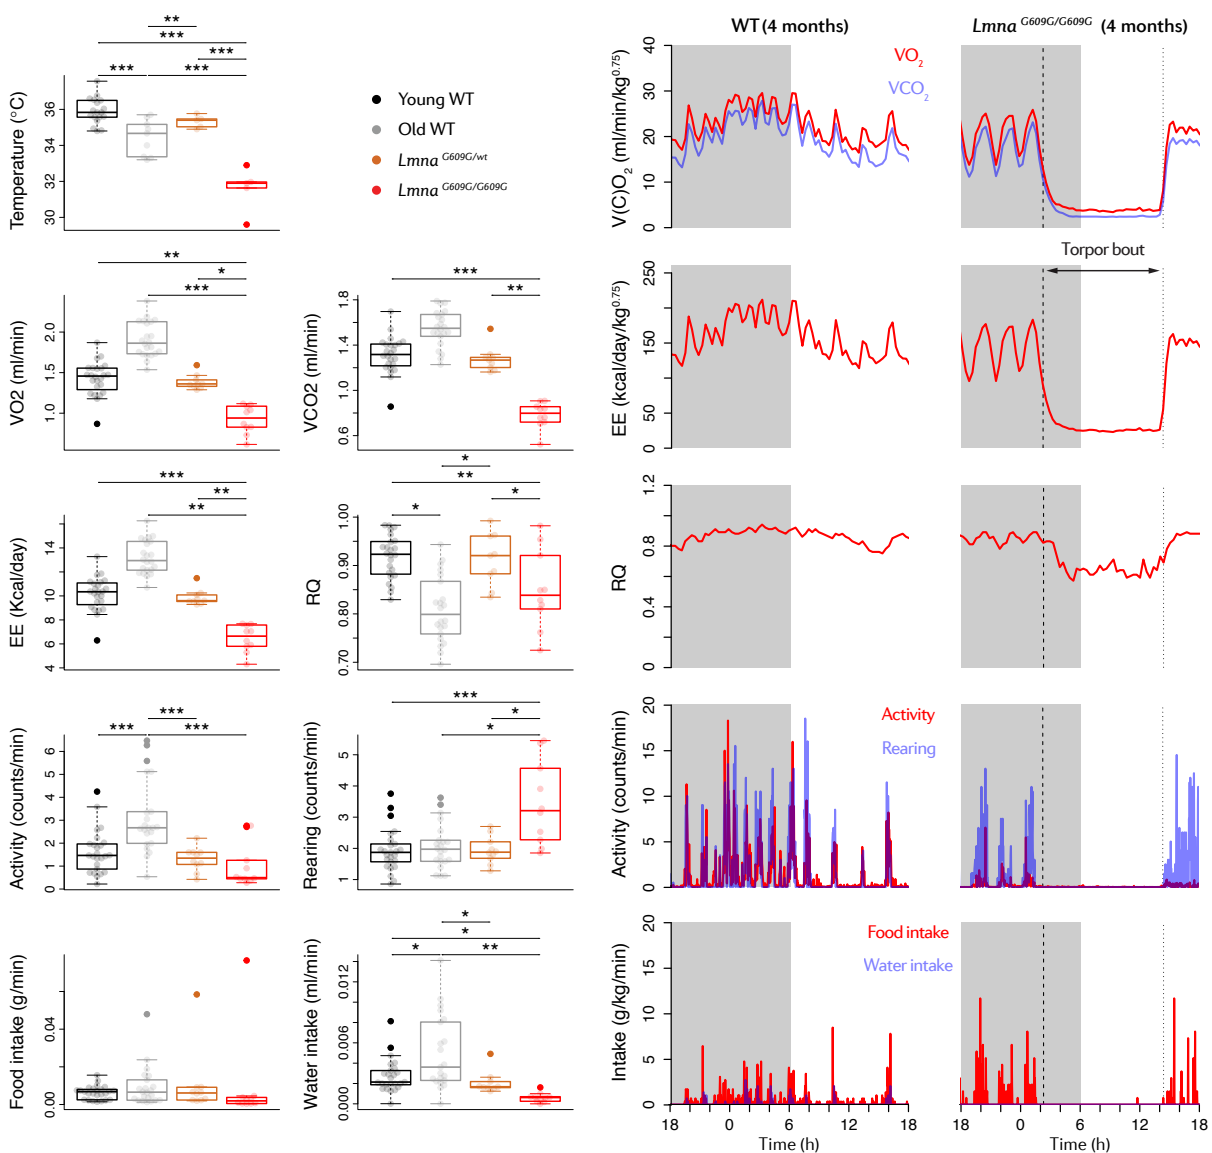 WT (4 months)
Lmna G609G/G609G (4 months)
Young WT
Old WT
Lmna G609G/wt
Lmna G609G/G609G
** 
***
***
***
***
Temperature (°C)
36
34
32
30
**
*
***
VO2 (ml/min)
2.0
1.5
1.0
***
**
VCO2 (ml/min)
1.8
1.4
1.0
0.6
***
**
**
EE (Kcal/day)
14
10
8
6
4
*
**
*
*
RQ
1.00
0.90
0.80
0.70
***
***
***
Activity (counts/min)
6
5
4
3
2
1
0
***
*
*
Rearing (counts/min)
5
4
3
2
1
Food intake (g/min)
0.04
0.00
*
*
*
**
Water intake (ml/min)
0.012
0.006
0.000
VO2
VCO2
V(C)O2 (ml/min/kg0.75)
40
30
20
10
0
Torpor bout
EE (kcal/day/kg0.75)
250
150
50
0
RQ
1.2
0.8
0.4
0
Activity
Rearing
Activity (counts/min)
20
15
10
5
0
Food intake
Water intake
Intake (g/kg/min)
20
15
10
5
0
18 0 6 12 18
18 0 6 12 18
Time (h)
Time (h)